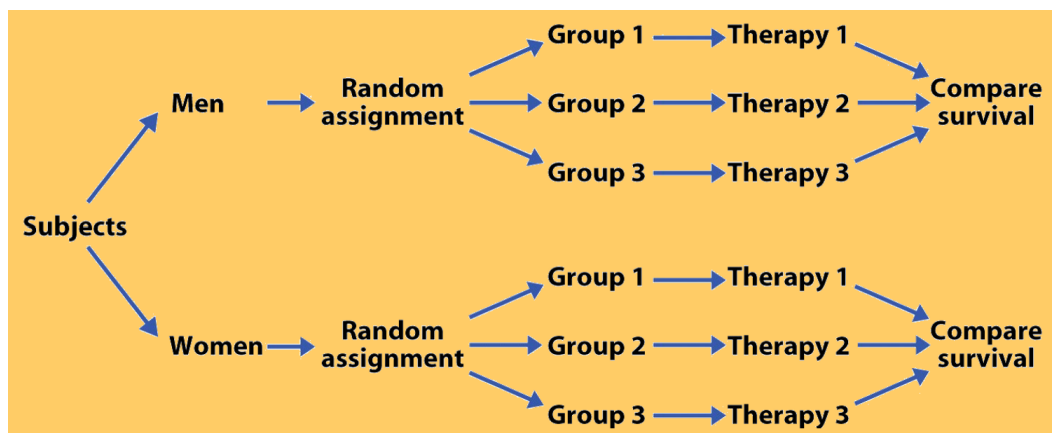 Subjects
Men
Random
assignment
Group 1
Therapy 1
Group 2
Therapy 2
Group 3
Therapy 3
Compare
survival
Women
Random
assignment
Group 1
Therapy 1
Group 2
Therapy 2
Group 3
Therapy 3
Compare
survival